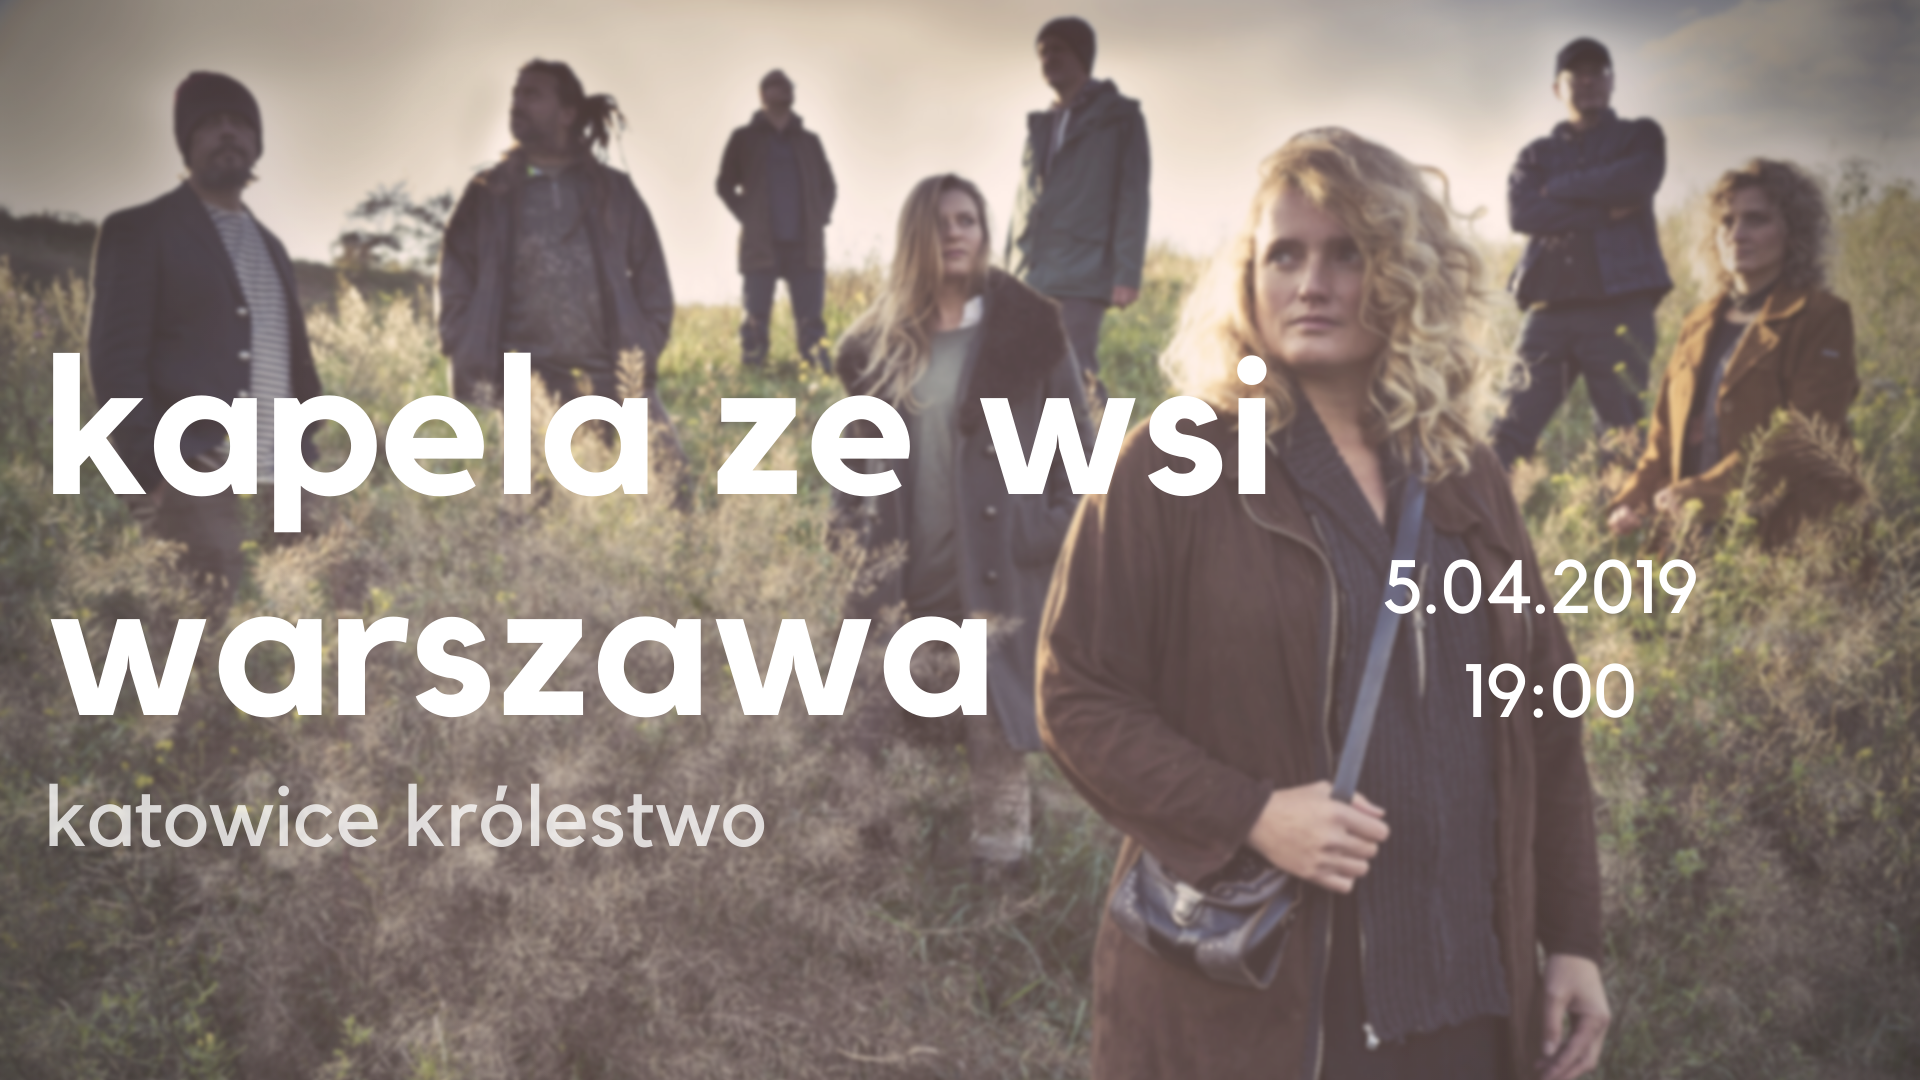 kapela ze wsi
warszawa
5.04.2019
19:00
katowice królestwo